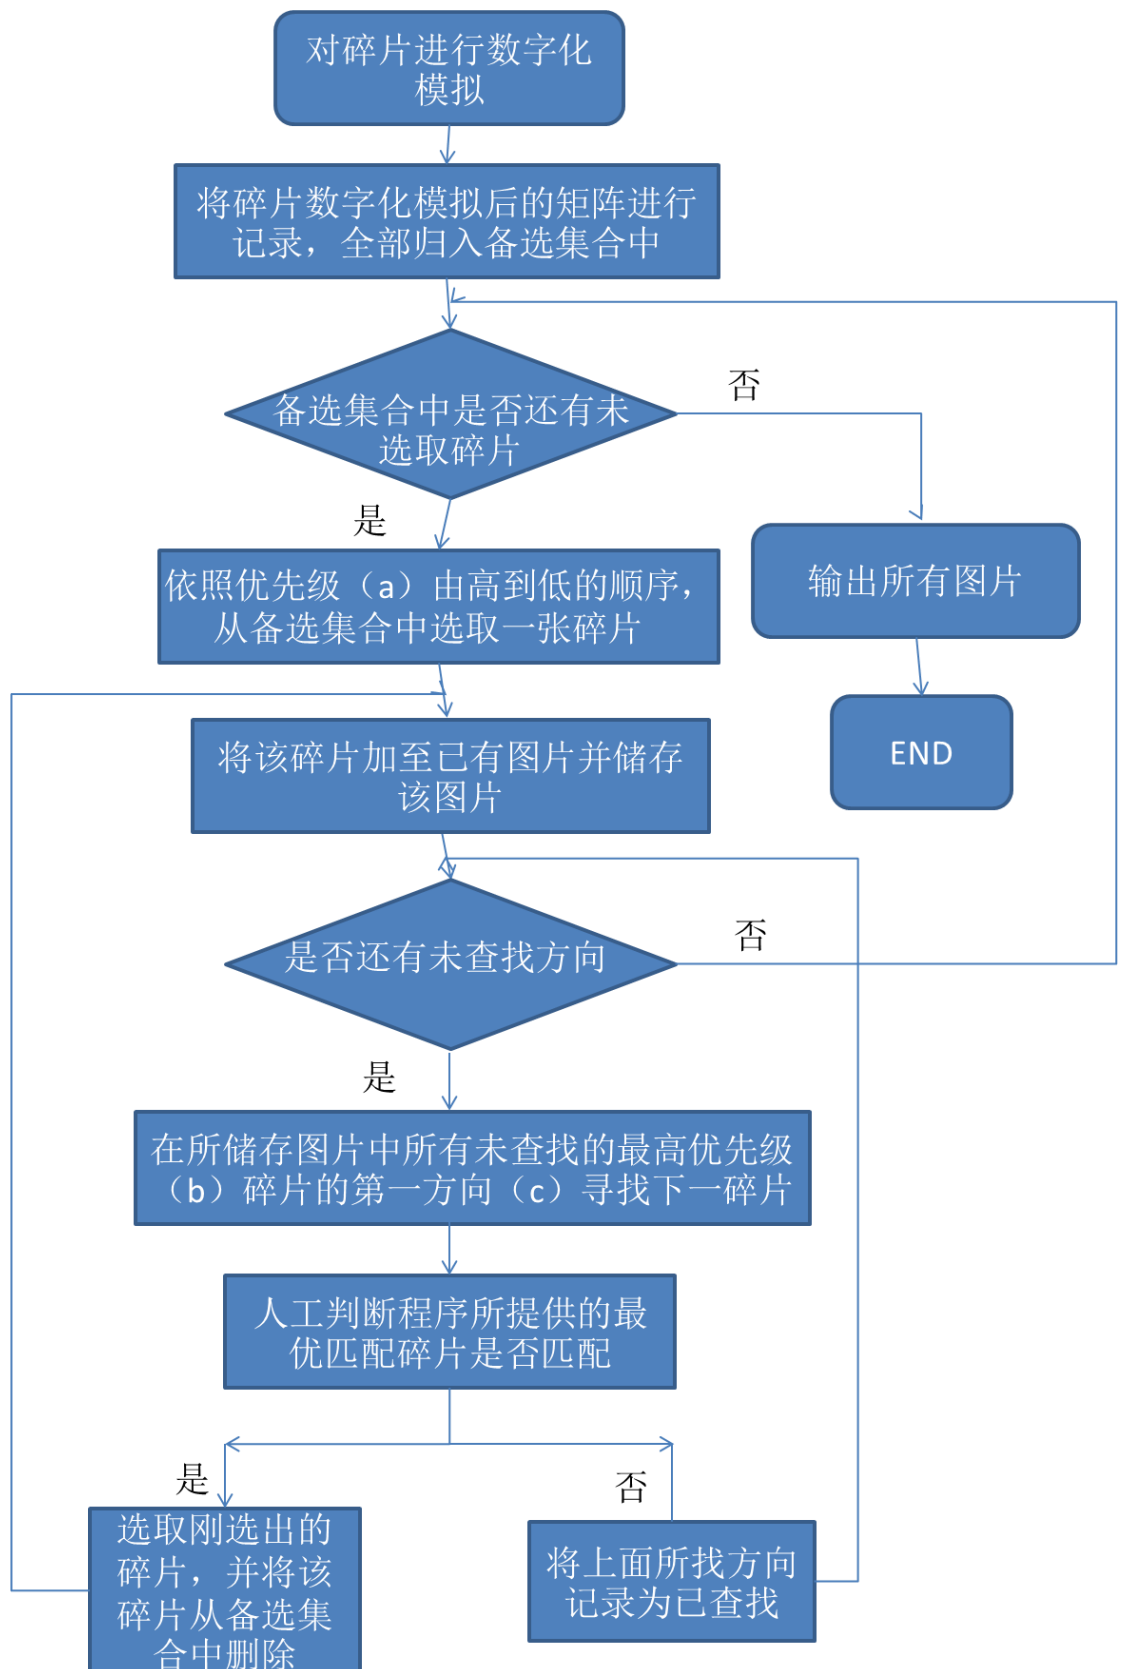 对碎片进行数字化
模拟
将碎片数字化模拟后的矩阵进行
记录，全部归入备选集合中
备选集合中是否还有未
选取碎片
否
是
依照优先级（a）由高到低的顺序，
从备选集合中选取一张碎片
输出所有图片
END
将该碎片加至已有图片并储存
该图片
是否还有未查找方向
否
是
在所储存图片中所有未查找的最高优先级
（b）碎片的第一方向（c）寻找下一碎片
人工判断程序所提供的最
优匹配碎片是否匹配
是
否
选取刚选出的
碎片，并将该
碎片从备选集
合中删除
将上面所找方向
记录为已查找